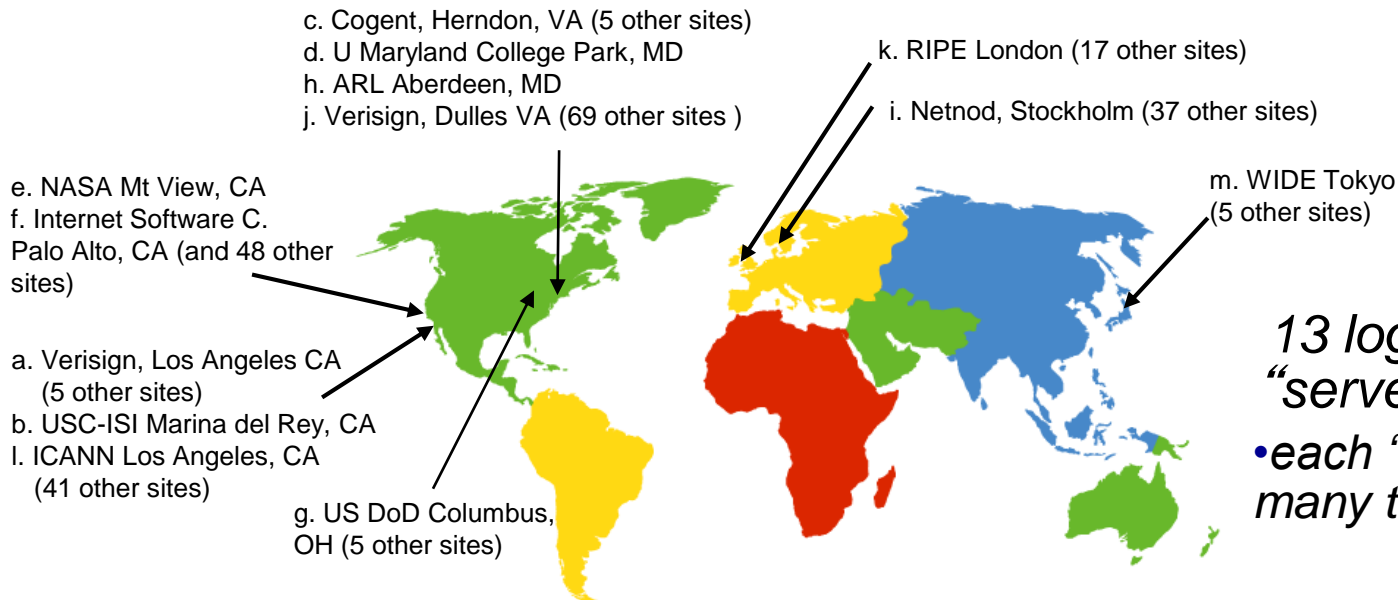 c. Cogent, Herndon, VA (5 other sites)
d. U Maryland College Park, MD
h. ARL Aberdeen, MD
j. Verisign, Dulles VA (69 other sites )
k. RIPE London (17 other sites)
i. Netnod, Stockholm (37 other sites)
m. WIDE Tokyo
(5 other sites)
e. NASA Mt View, CA
f. Internet Software C.
Palo Alto, CA (and 48 other
sites)
a. Verisign, Los Angeles CA
(5 other sites)
b. USC-ISI Marina del Rey, CA
l. ICANN Los Angeles, CA
(41 other sites)
g. US DoD Columbus,
OH (5 other sites)
13 log
“serve
•each ‘
many t